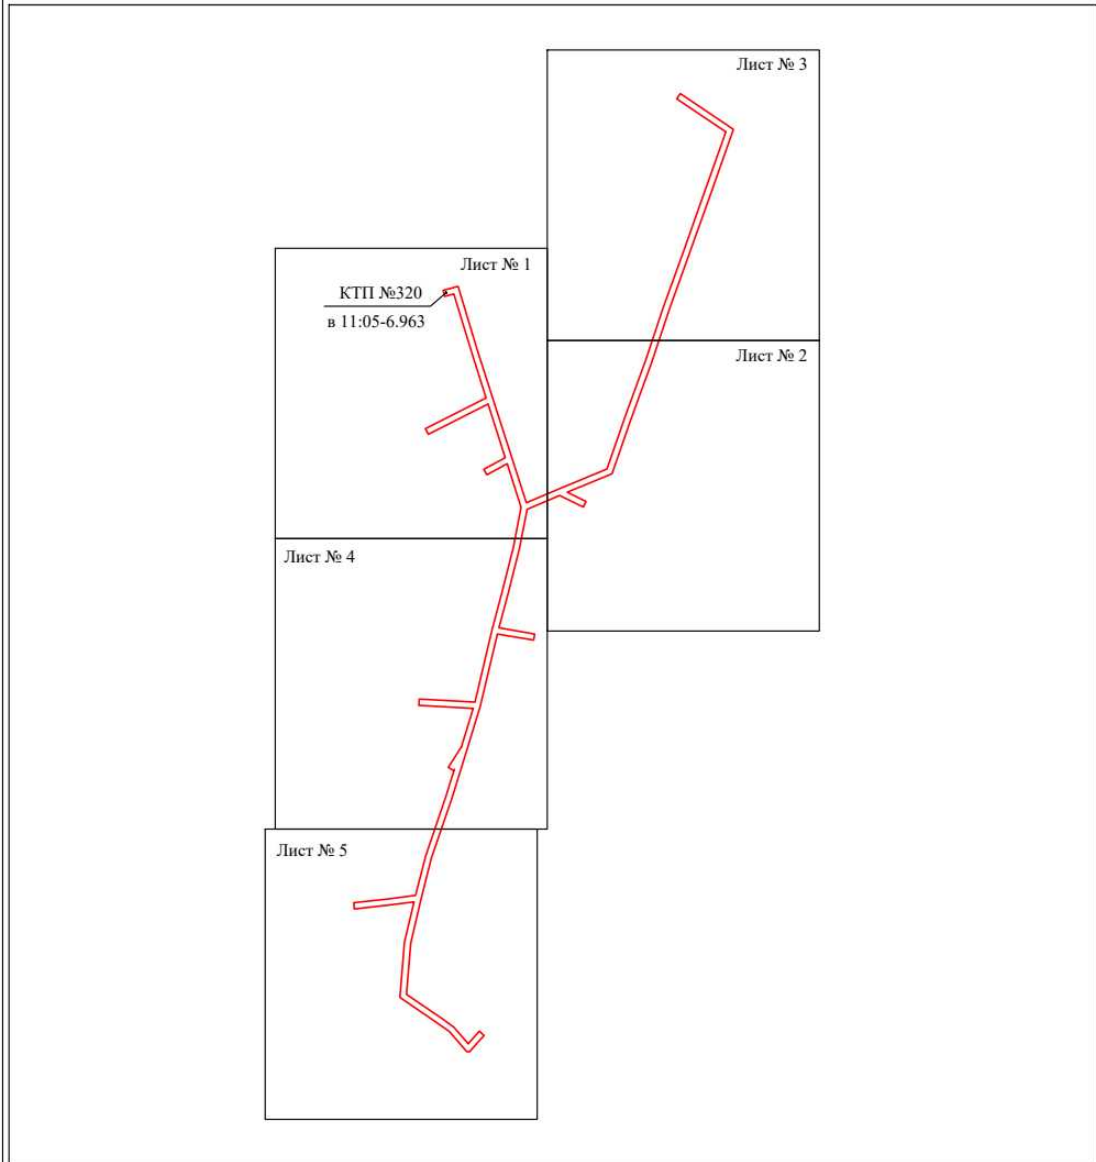 Лист № 3
Лист № 1
КТП №320
в 11:05-6.963
Лист № 2
Лист № 4
Лист № 5